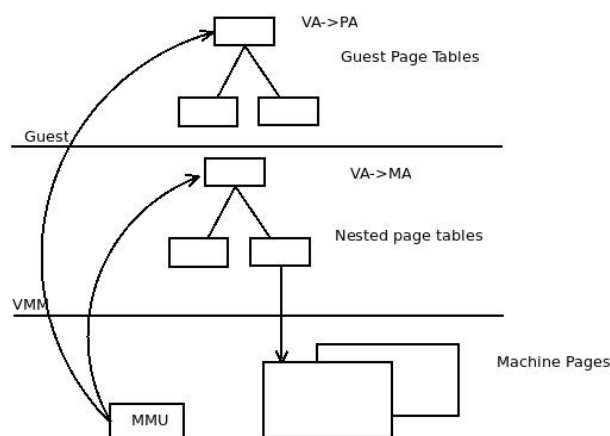 VA->PA
Guest Page Tables
Guest
VA->MA
Nested page tables
VMM
Machine Pages
MMU